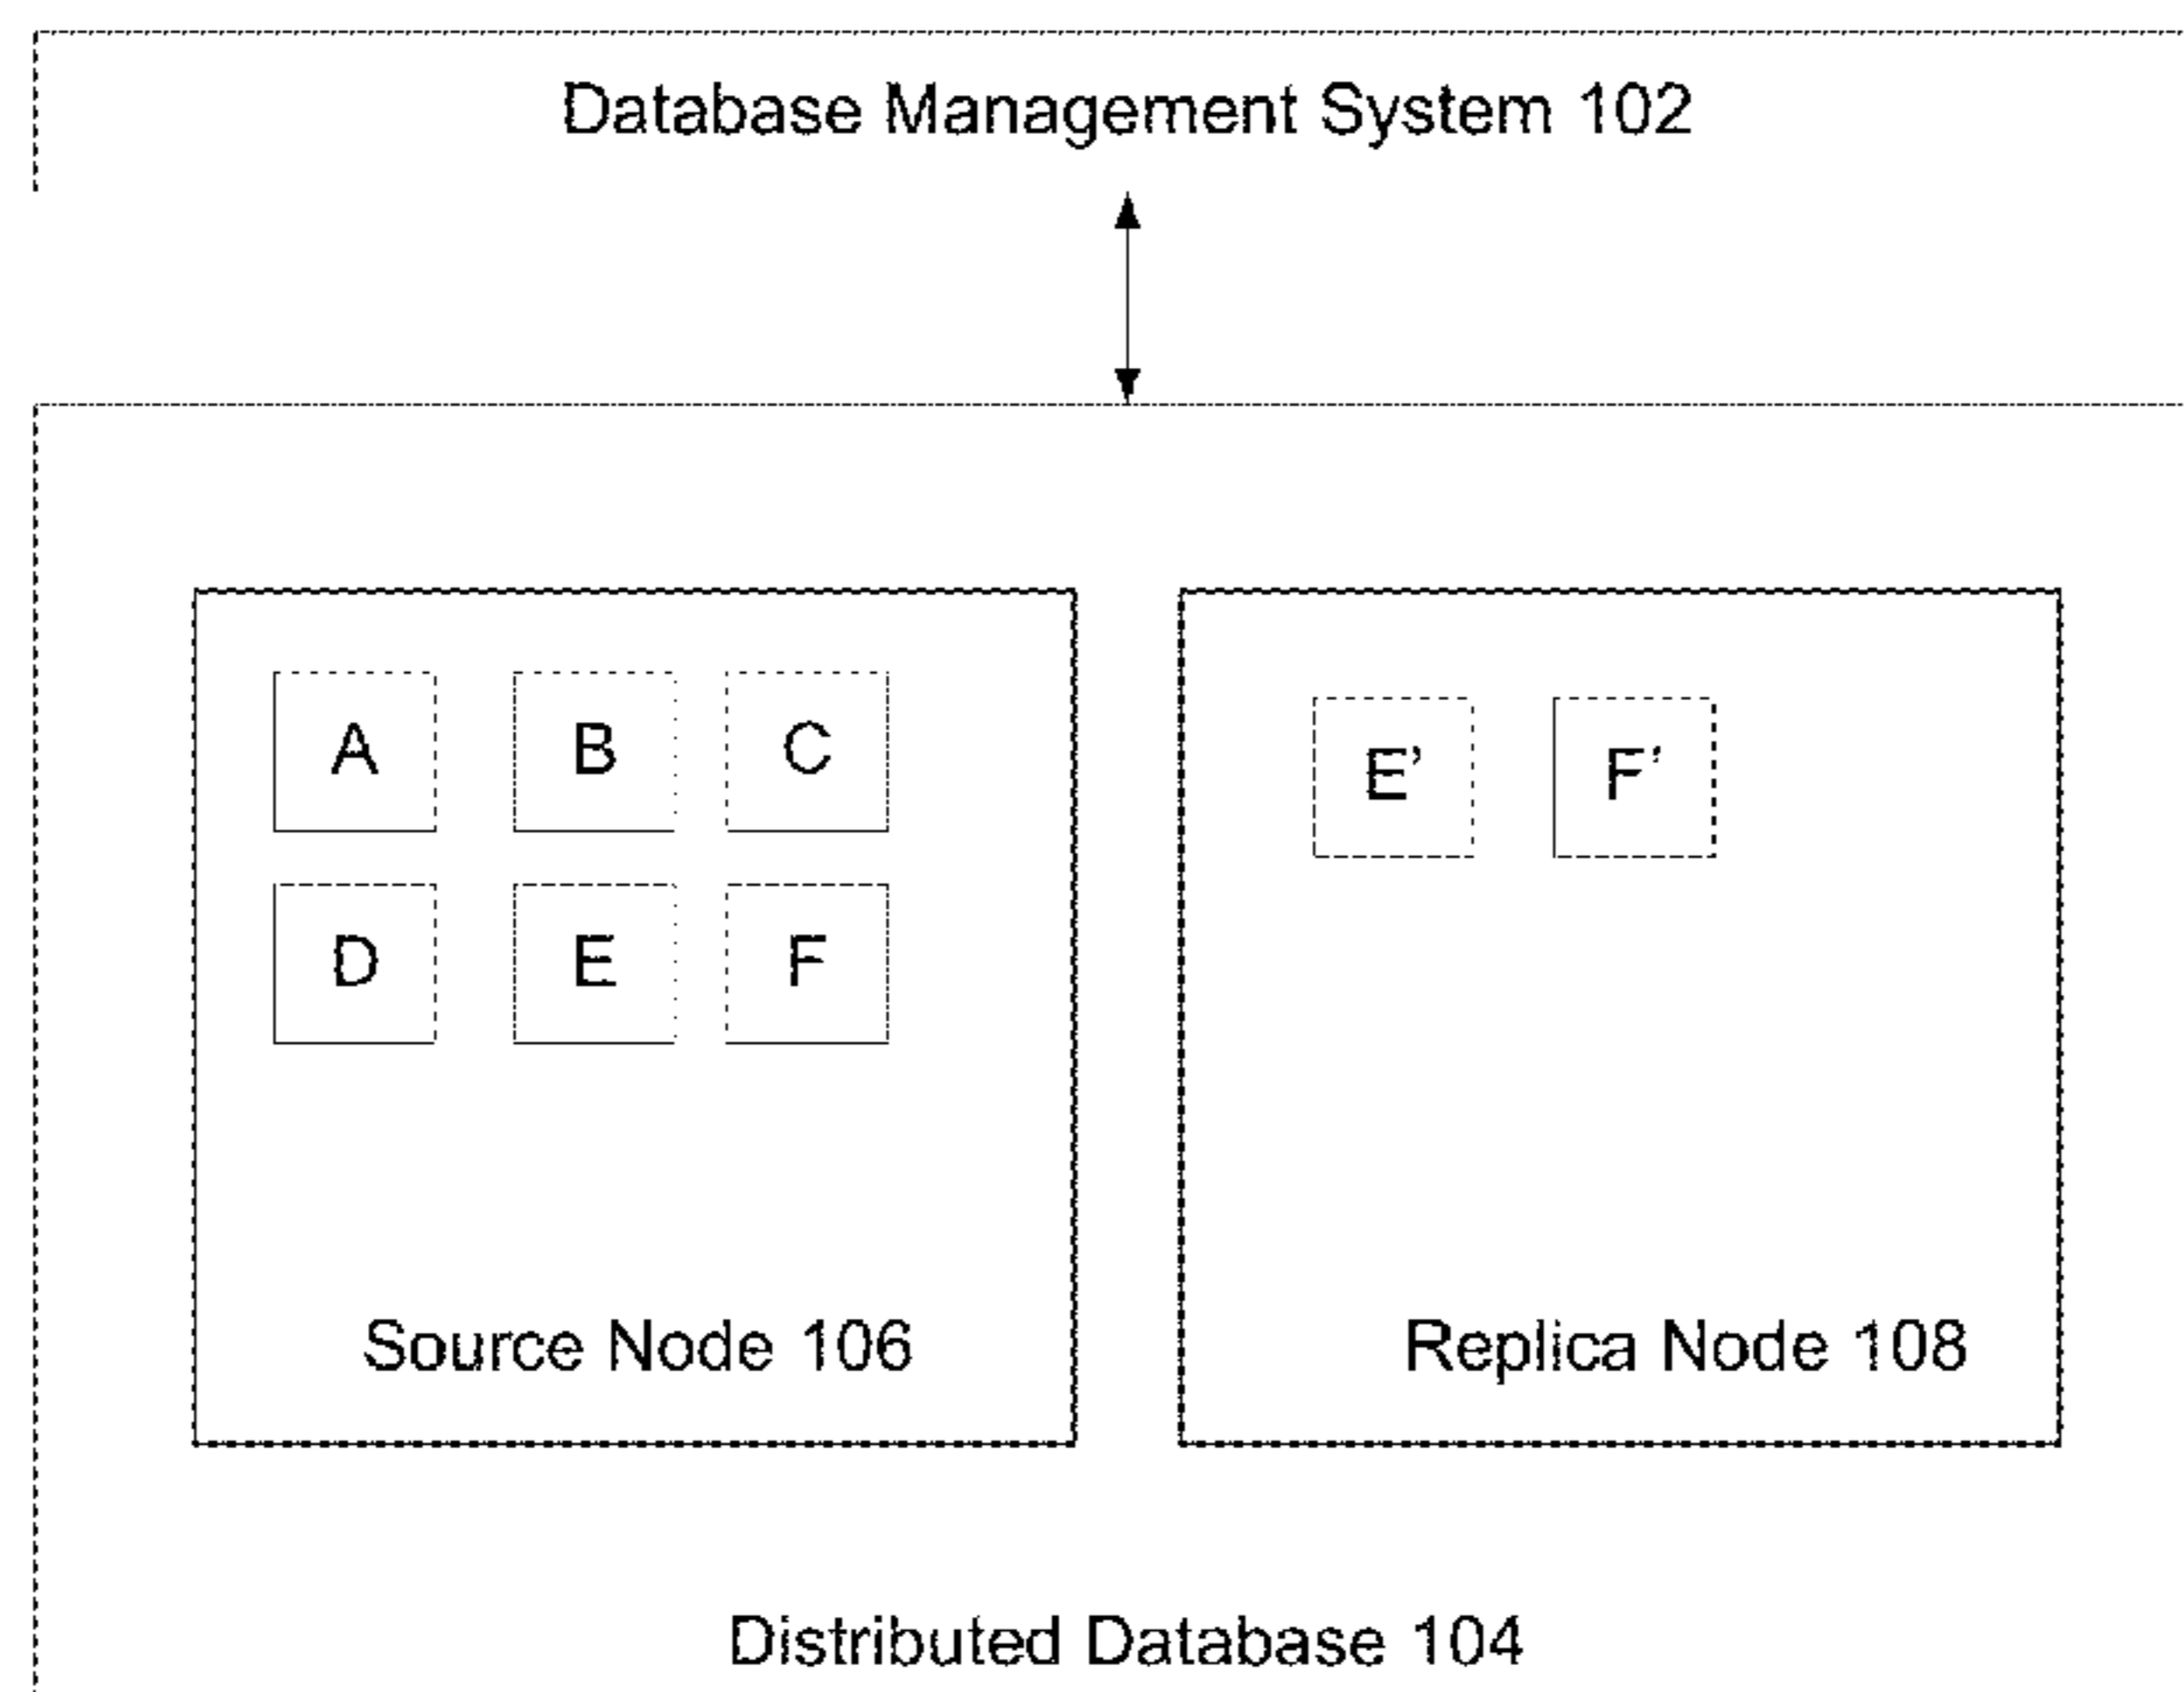 Database Management System 102
A B C E' F'
D E F
Source Node 106 Replica Node 108
Distributed Database 104